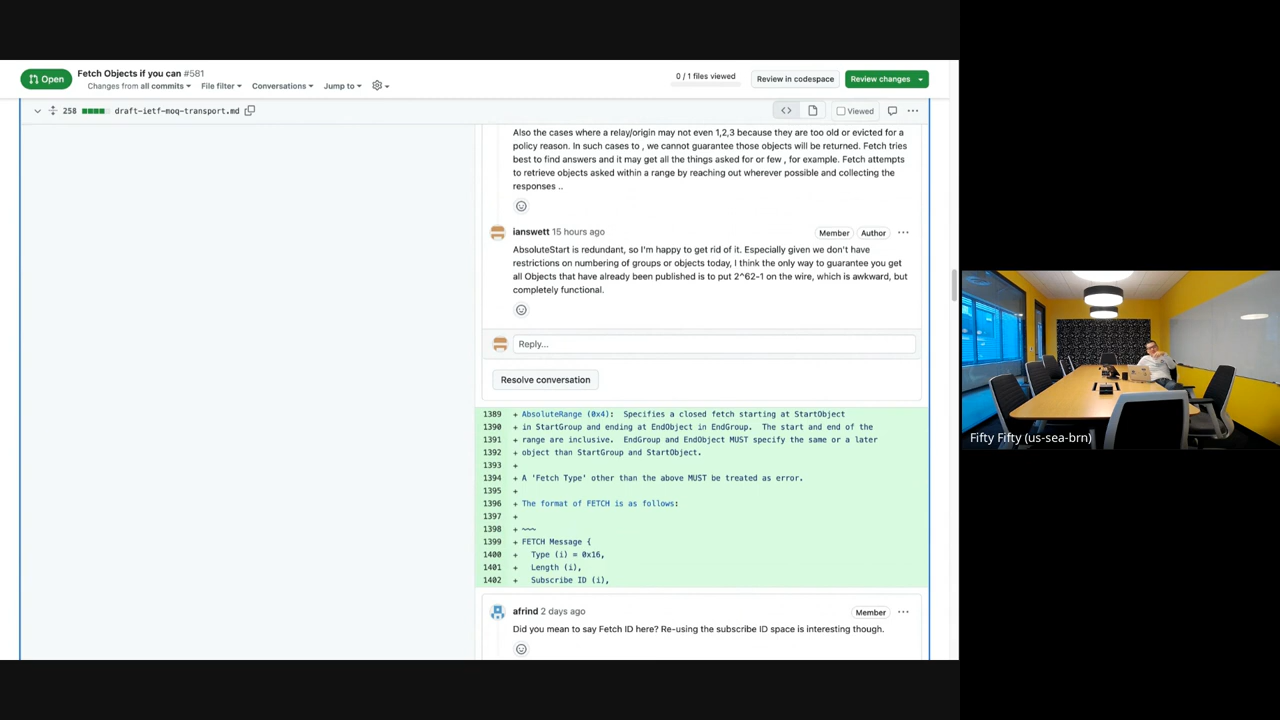 Open
Fetch Objects if you can #581
Changes from all commits File filter Conversations Jump to
0 / 1 files viewed
Review in codespace
Review changes
258 draft-ietf-moq-transport.md
Viewed
Also the cases where a relay/origin may not even 1,2,3 because they are too old or evicted for a
policy reason. In such cases to , we cannot guarantee those objects will be returned. Fetch tries
best to find answers and it may get all the things asked for or few , for example. Fetch attempts
to retrieve objects asked within a range by reaching out wherever possible and collecting the
responses ..
ianswett 15 hours ago
Member Author
AbsoluteStart is redundant, so I'm happy to get rid of it. Especially given we don't have
restrictions on numbering of groups or objects today, I think the only way to guarantee you get
all Objects that have already been published is to put 2^62-1 on the wire, which is awkward, but
completely functional.
Reply...
Resolve conversation
1389 + AbsoluteRange (0x4): Specifies a closed fetch starting at StartObject
1390 + in StartGroup and ending at EndObject in EndGroup. The start and end of the
1391 + range are inclusive. EndGroup and EndObject MUST specify the same or a later
1392 + object than StartGroup and StartObject.
1393 +
1394 + A 'Fetch Type' other than the above MUST be treated as error.
1395 +
1396 + The format of FETCH is as follows:
1397 +
1398 + ~~~
1399 + FETCH Message {
1400 + Type (i) = 0x16,
1401 + Length (i),
1402 + Subscribe ID (i),
afrind 2 days ago
Member
Did you mean to say Fetch ID here? Re-using the subscribe ID space is interesting though.
Fifty Fifty (us-sea-brn)